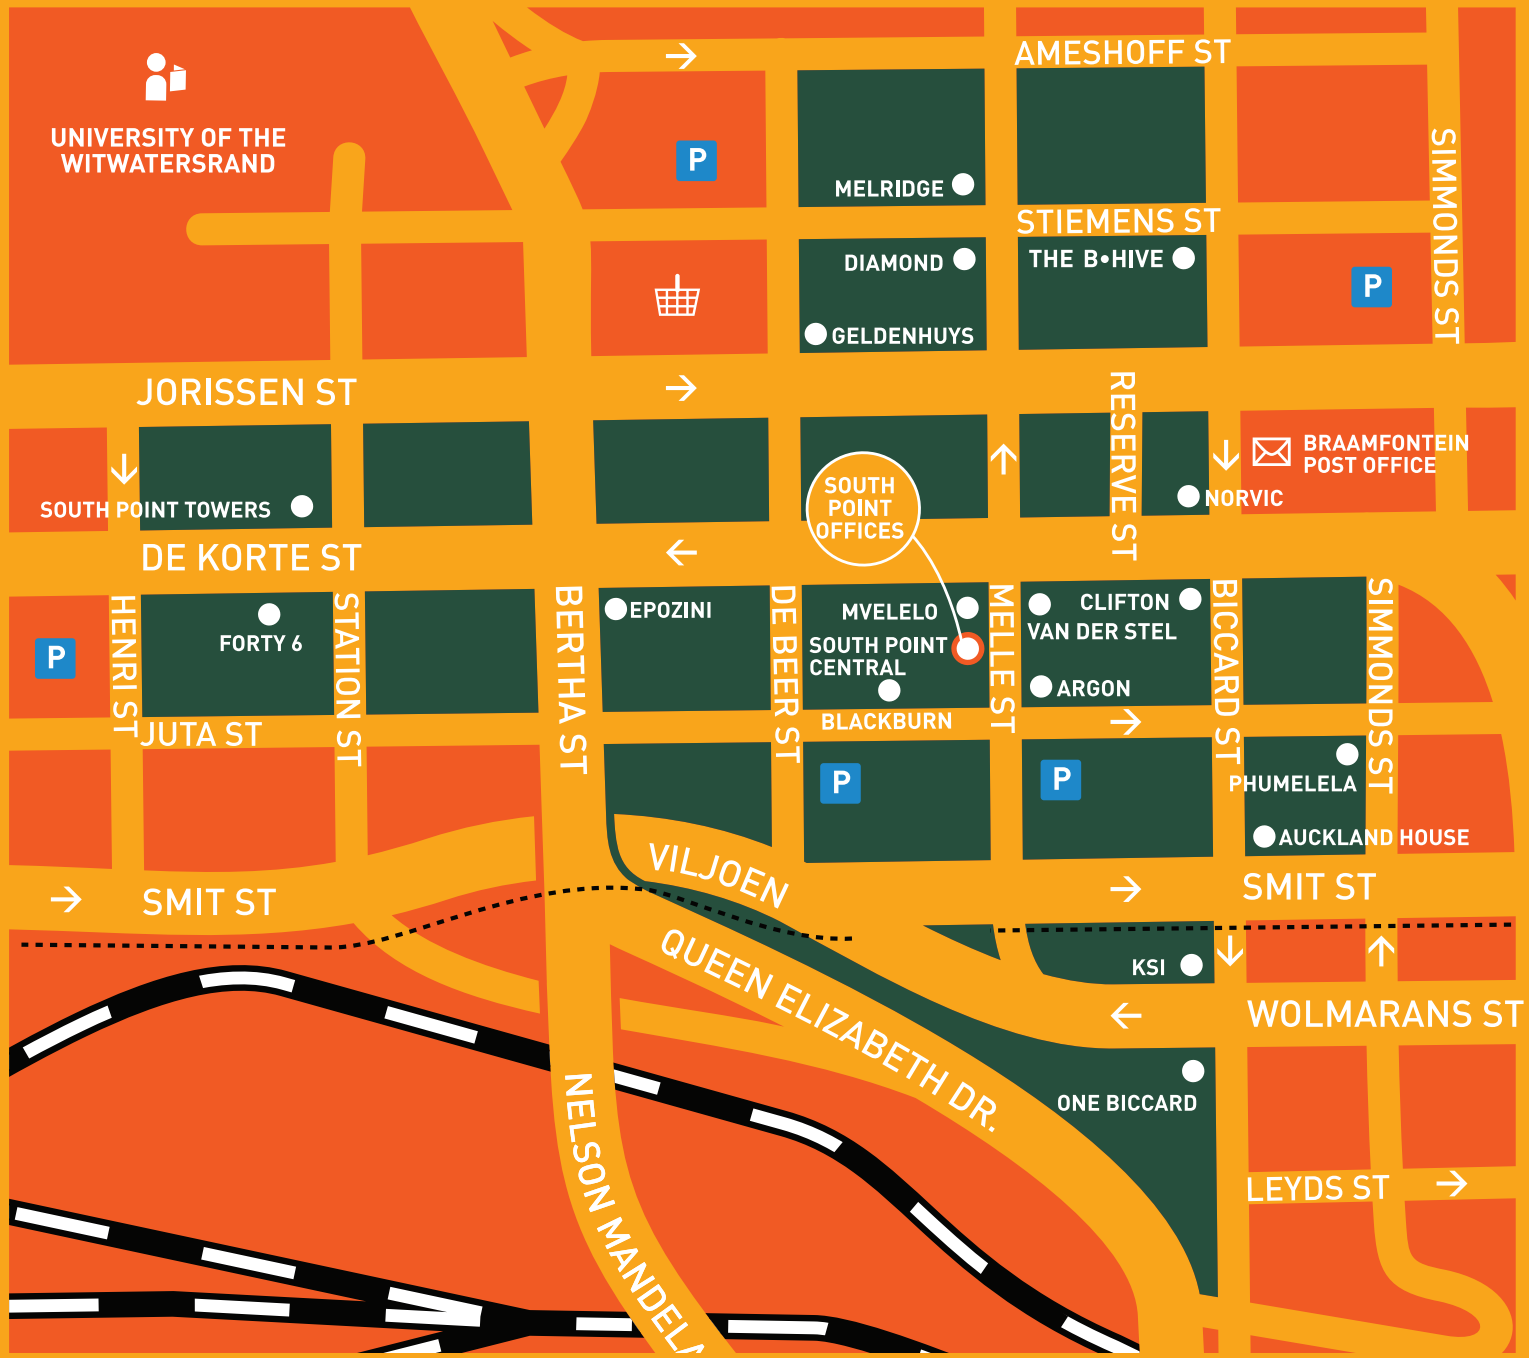 AMESHOFF ST
UNIVERSITY OF THE
WITWATERSRAND
P
SIMMONDS ST
MELRIDGE
STIEMENS ST
DIAMOND
THE B•HIVE
P
GELDENHUYS
JORISSEN ST
RESERVE ST
BRAAMFONTEIN
POST OFFICE
SOUTH
POINT
OFFICES
NORVIC
SOUTH POINT TOWERS
DE KORTE ST
HENRI ST
FORTY 6
STATION ST
BERTHA ST
EPOZINI
DE BEER ST
MVELELO
SOUTH POINT
CENTRAL
BLACKBURN
MELLE ST
CLIFTON
VAN DER STEL
ARGON
BICCARD ST
SIMMONDS ST
P
JUTA ST
P
P
PHUMELELA
AUCKLAND HOUSE
VILJOEN
SMIT ST
SMIT ST
QUEEN ELIZABETH DR.
KSI
WOLMARANS ST
NELSON MANDELA
ONE BICCARD
LEYDS ST